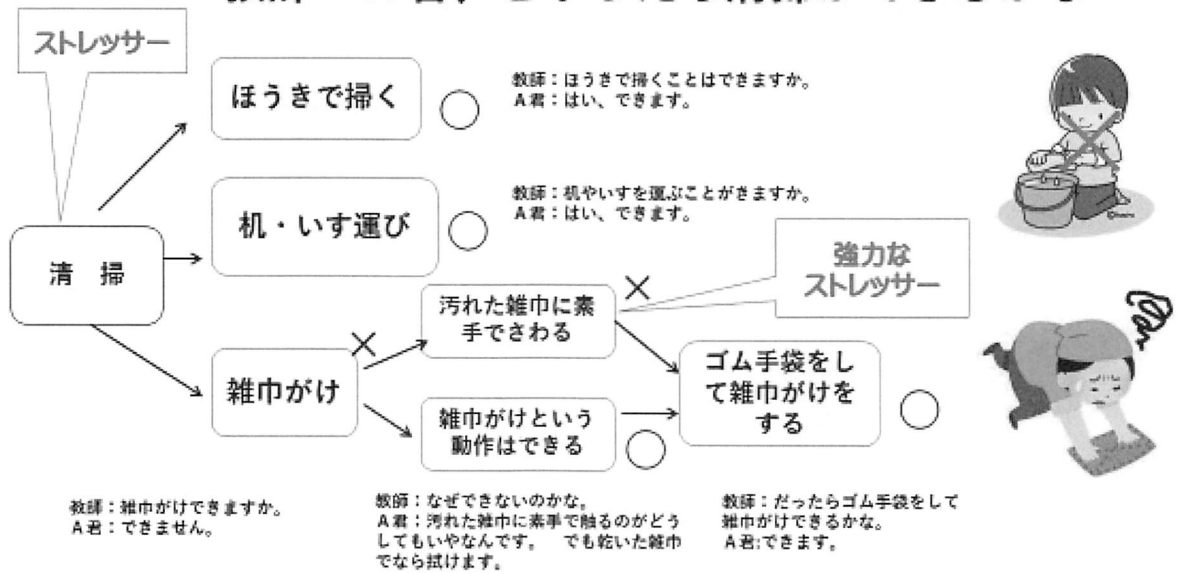 ストレッサー
ほうきで掃く
教師：ほうきで掃くことはできますか。
A君：はい、できます。
机・いす運び
教師：机やいすを運ぶことがきますか。
A君：はい、できます。
清　掃
強力な
ストレッサー
汚れた雑巾に素
手でさわる
雑巾がけ
ゴム手袋をし
て雑巾がけを
する
雑巾がけという
動作はできる
教師：雑巾がけできますか。
A君：できません。
教師：なぜできないのかな。
A君：汚れた雑巾に素手で触るのがどう
してもいやなんです。　でも乾いた雑巾
でなら拭けます。
教師：だったらゴム手袋をして
雑巾がけできるかな。
A君:できます。